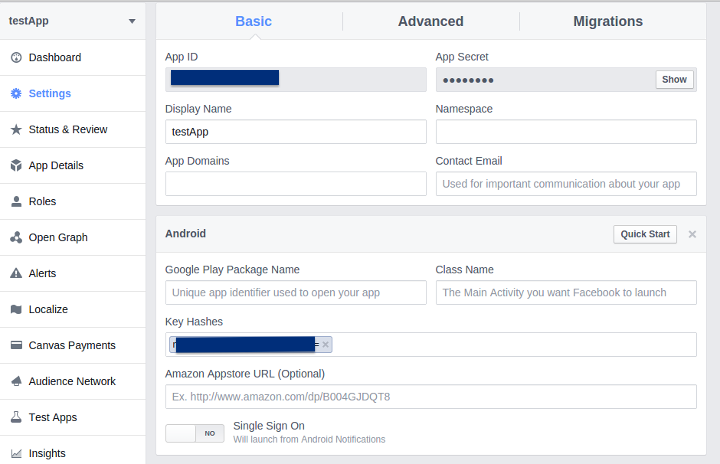 testApp
Dashboard
Settings
Status & Review
App Details
Roles
Open Graph
Alerts
Localize
Canvas Payments
Audience Network
Test Apps
Insights
Basic Advanced Migrations
App ID App Secret
●●●●●●●● Show
Display Name Namespace
testApp
App Domains Contact Email
Used for important communication about your app
Android Quick Start ×
Google Play Package Name Class Name
Unique app identifier used to open your app The Main Activity you want Facebook to launch
Key Hashes
= ×
Amazon Appstore URL (Optional)
Ex. http://www.amazon.com/dp/B004GJDQT8
NO Single Sign On
Will launch from Android Notifications